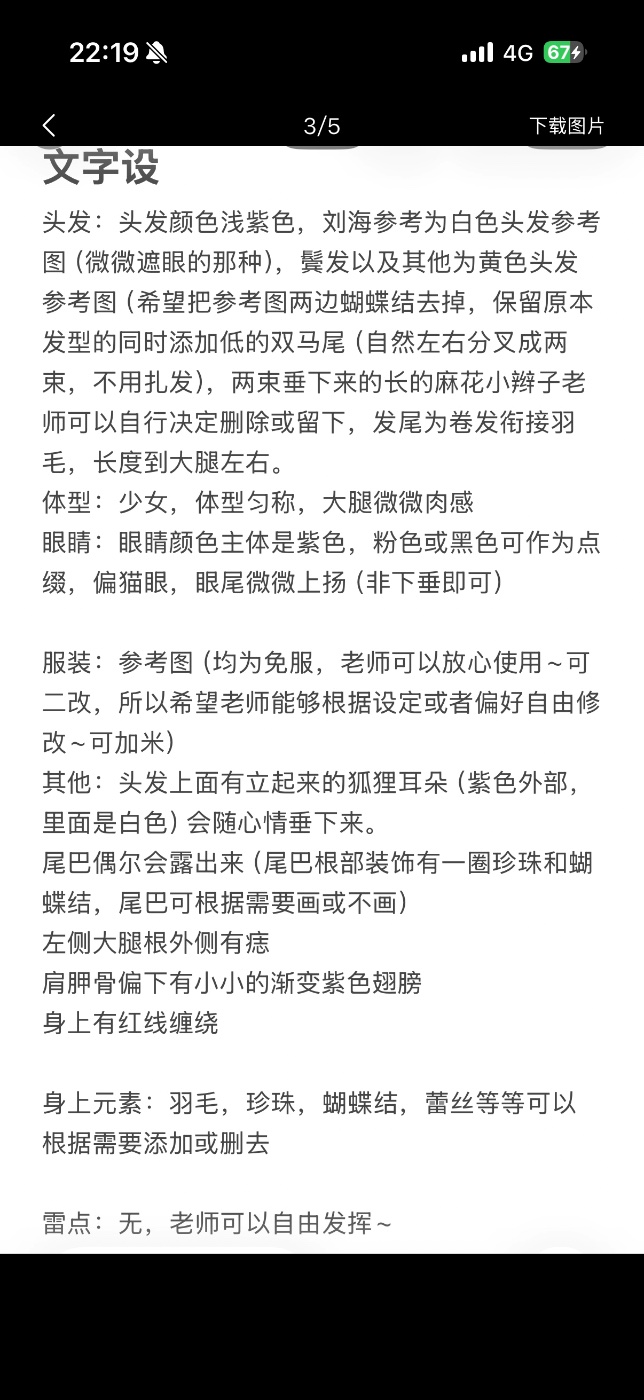 22:19
4G
67
3/5
下载图片
文字设
头发：头发颜色浅紫色，刘海参考为白色头发参考
图（微微遮眼的那种），鬓发以及其他为黄色头发
参考图（希望把参考图两边蝴蝶结去掉，保留原本
发型的同时添加低的双马尾（自然左右分叉成两
束，不用扎发），两束垂下来的长的麻花小辫子老
师可以自行决定删除或留下，发尾为卷发衔接羽
毛，长度到大腿左右。
体型：少女，体型匀称，大腿微微肉感
眼睛：眼睛颜色主体是紫色，粉色或黑色可作为点
缀，偏猫眼，眼尾微微上扬（非下垂即可）
服装：参考图（均为免服，老师可以放心使用~可
二改，所以希望老师能够根据设定或者偏好自由修
改~可加米）
其他：头发上面有立起来的狐狸耳朵（紫色外部，
里面是白色）会随心情垂下来。
尾巴偶尔会露出来（尾巴根部装饰有一圈珍珠和蝴
蝶结，尾巴可根据需要画或不画）
左侧大腿根外侧有痣
肩胛骨偏下有小小的渐变紫色翅膀
身上有红线缠绕
身上元素：羽毛，珍珠，蝴蝶结，蕾丝等等可以
根据需要添加或删去
雷点：无，老师可以自由发挥~